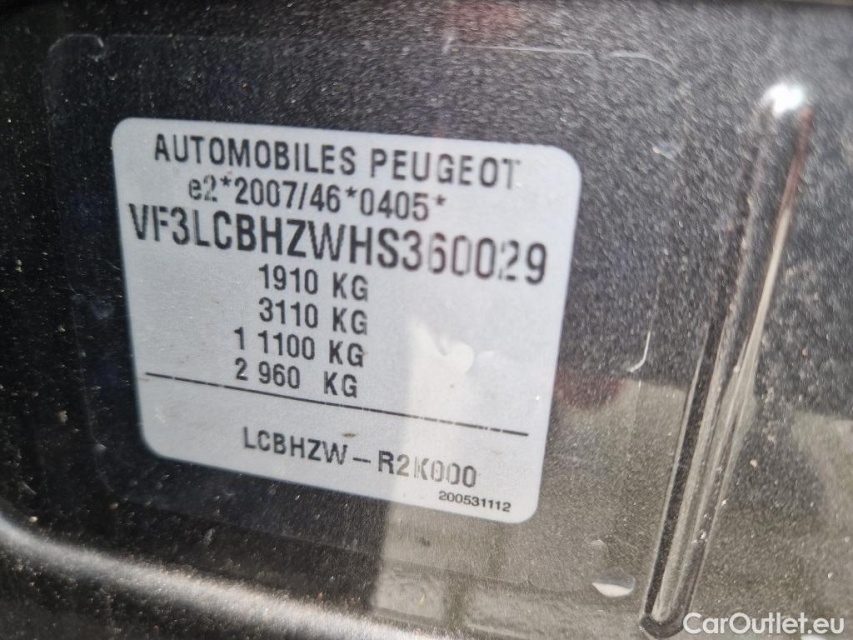 AUTOMOBILES PEUGEOT
e2*2007/46*0405*
VF3LCBHZWHS360029
1910 KG
3110 KG
1 1100 KG
2 960 KG
LCBHZW-R2K000
200531112
CarOutlet.eu